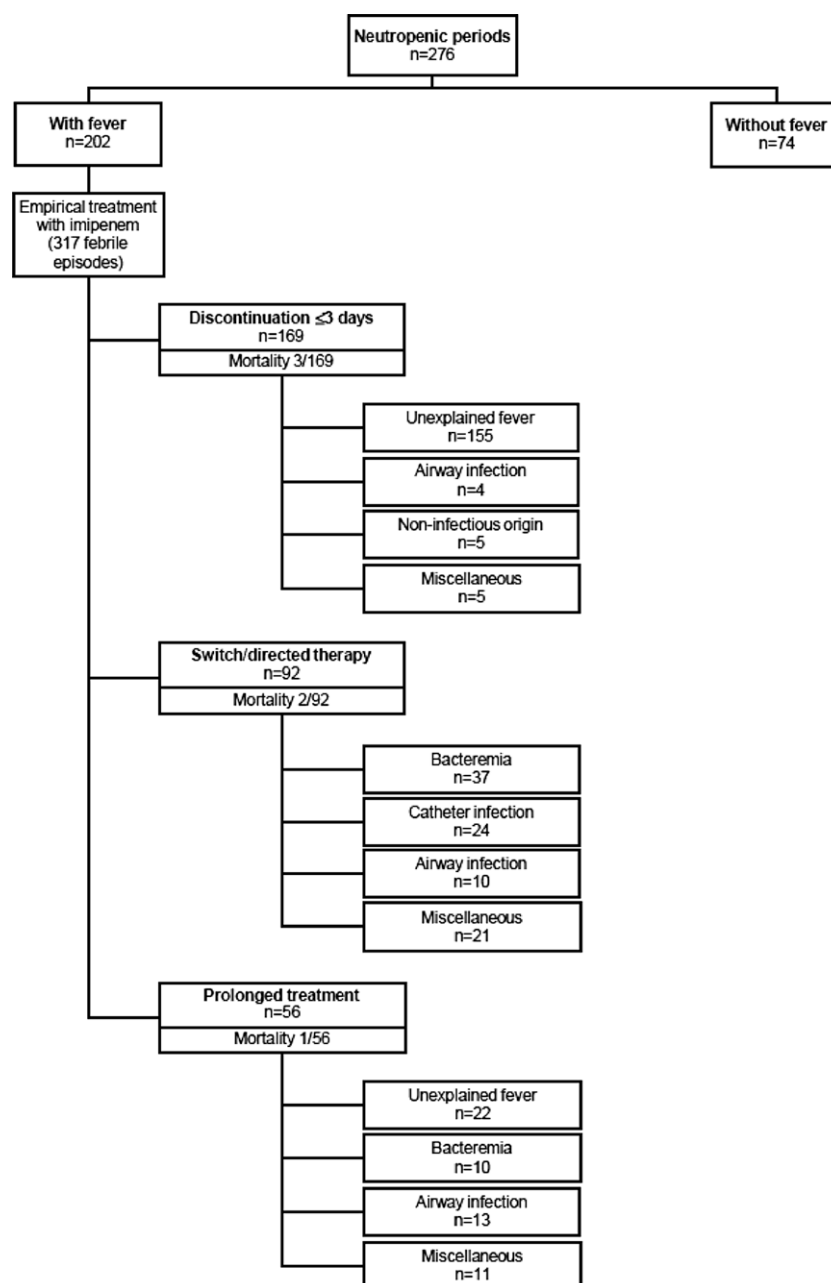 Neutropenic periods
n=276
With fever
n=202
Without fever
n=74
Empirical treatment
with imipenem
(317 febrile
episodes)
Discontinuation ≤3 days
n=169
Mortality 3/169
Unexplained fever
n=155
Airway infection
n=4
Non-infectious origin
n=5
Miscellaneous
n=5
Switch/directed therapy
n=92
Mortality 2/92
Bacteremia
n=37
Catheter infection
n=24
Airway infection
n=10
Miscellaneous
n=21
Prolonged treatment
n=56
Mortality 1/56
Unexplained fever
n=22
Bacteremia
n=10
Airway infection
n=13
Miscellaneous
n=11